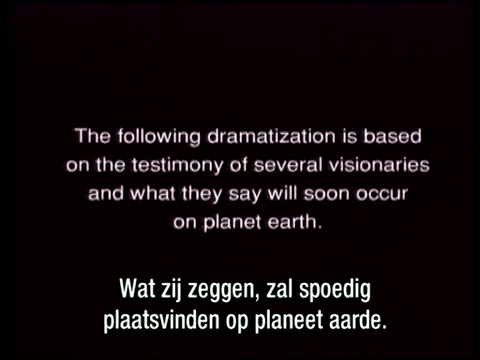 The following dramatization is based
on the testimony of several visionaries
and what they say will soon occur
on planet earth.
Wat zij zeggen, zal spoedig
plaatsvinden op planeet aarde.